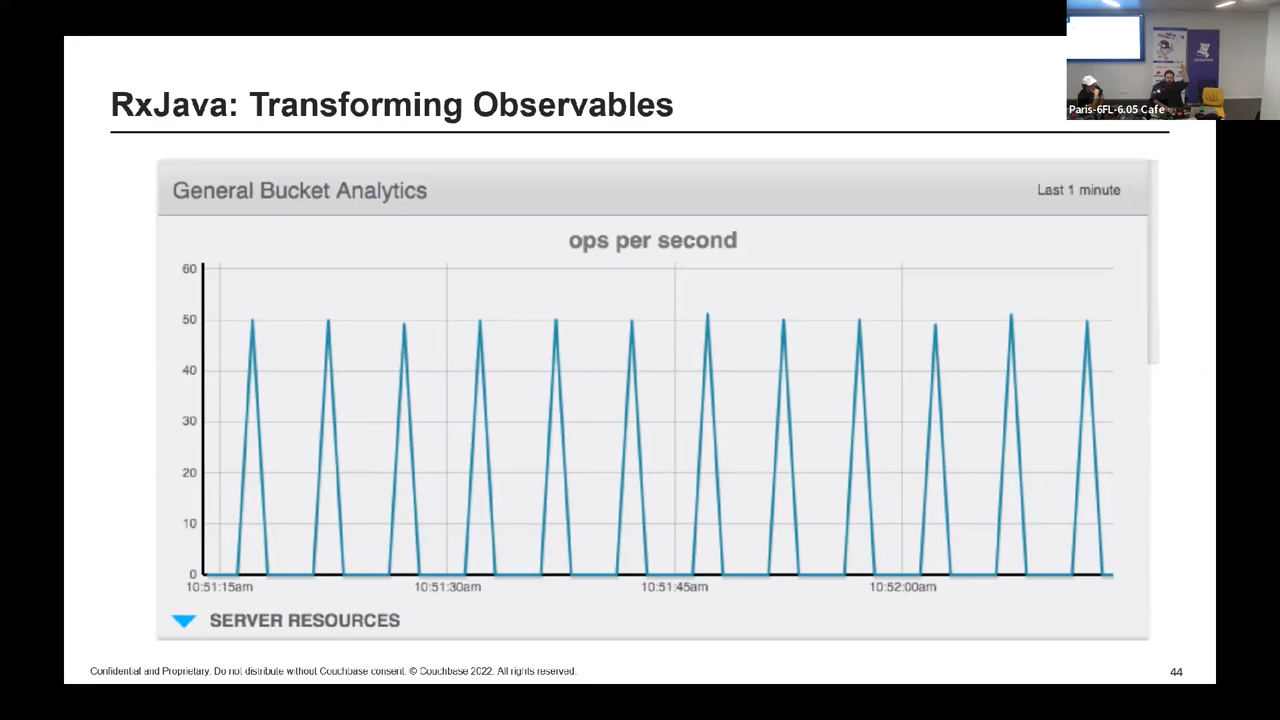 RxJava: Transforming Observables
Paris-6FL-6.05 Cafe
General Bucket Analytics
Last 1 minute
ops per second
60
50
40
30
20
10
0
10:51:15am 10:51:30am 10:51:45am 10:52:00am
SERVER RESOURCES
Confidential and Proprietary. Do not distribute without Couchbase consent. © Couchbase 2022. All rights reserved.
44